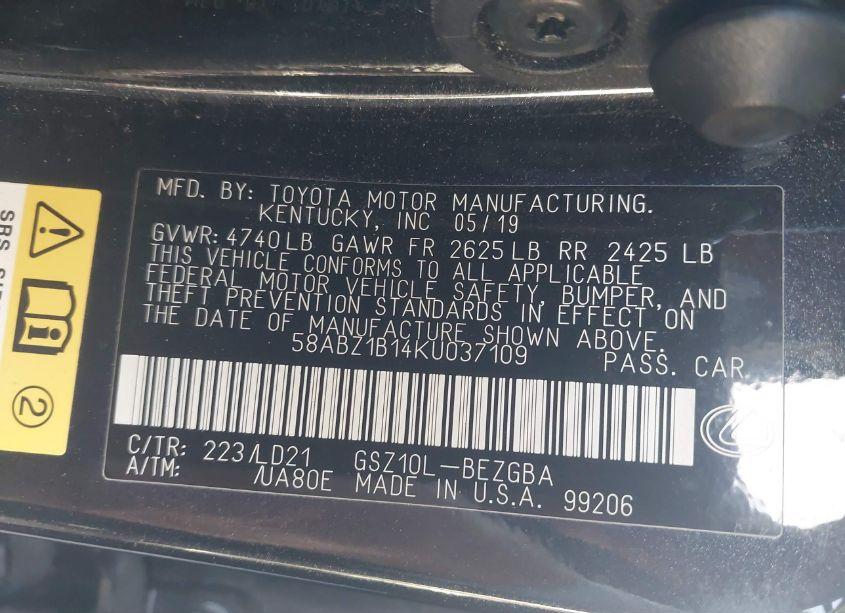 MFD. BY: TOYOTA MOTOR MANUFACTURING.
KENTUCKY, INC 05/19
GVWR: 4740LB GAWR FR 2625LB RR 2425 LB
THIS VEHICLE CONFORMS TO ALL APPLICABLE
FEDERAL MOTOR VEHICLE SAFETY, BUMPER, AND
THEFT PREVENTION STANDARDS IN EFFECT ON
THE DATE OF MANUFACTURE SHOWN ABOVE.
58ABZ1B14KU037109 PASS. CAR
C/TR: 223/LD21 GSZ10L-BEZGBA
A/TM: /UA80E MADE IN U.S.A. 99206
SRS
2